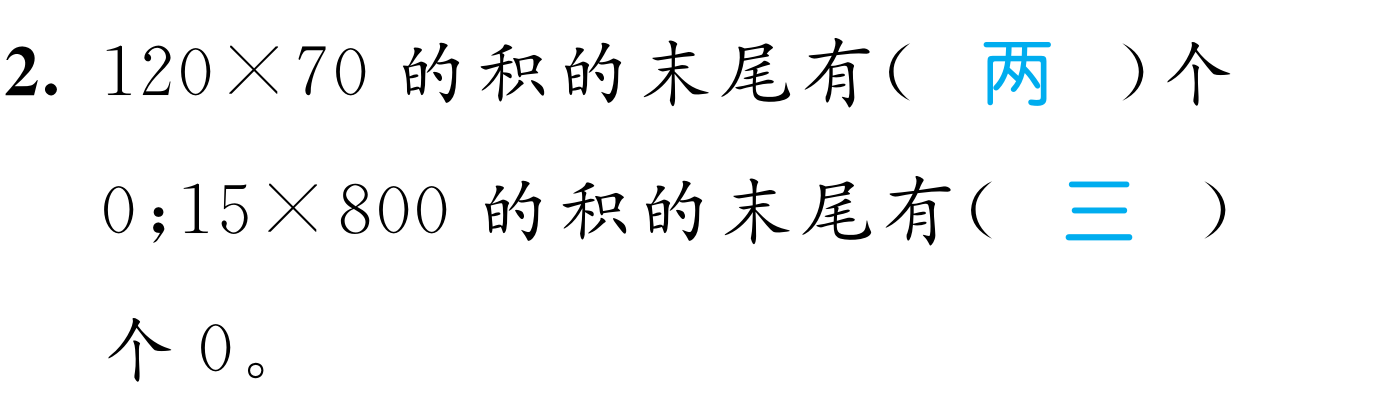 2. 120×70 的积的末尾有( 两 )个
0;15×800 的积的末尾有( 三 )
个 0。